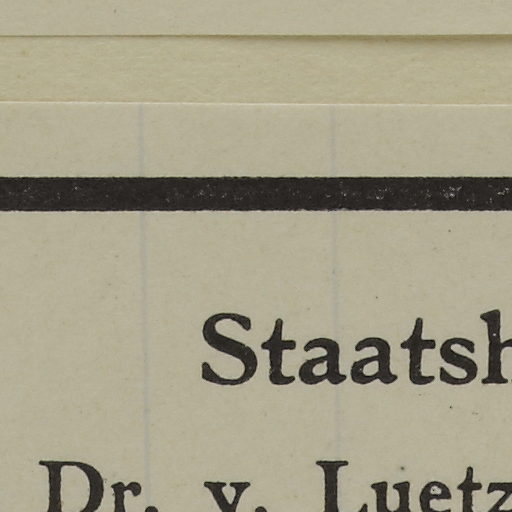 Staatsh
Dr. v. Luetz